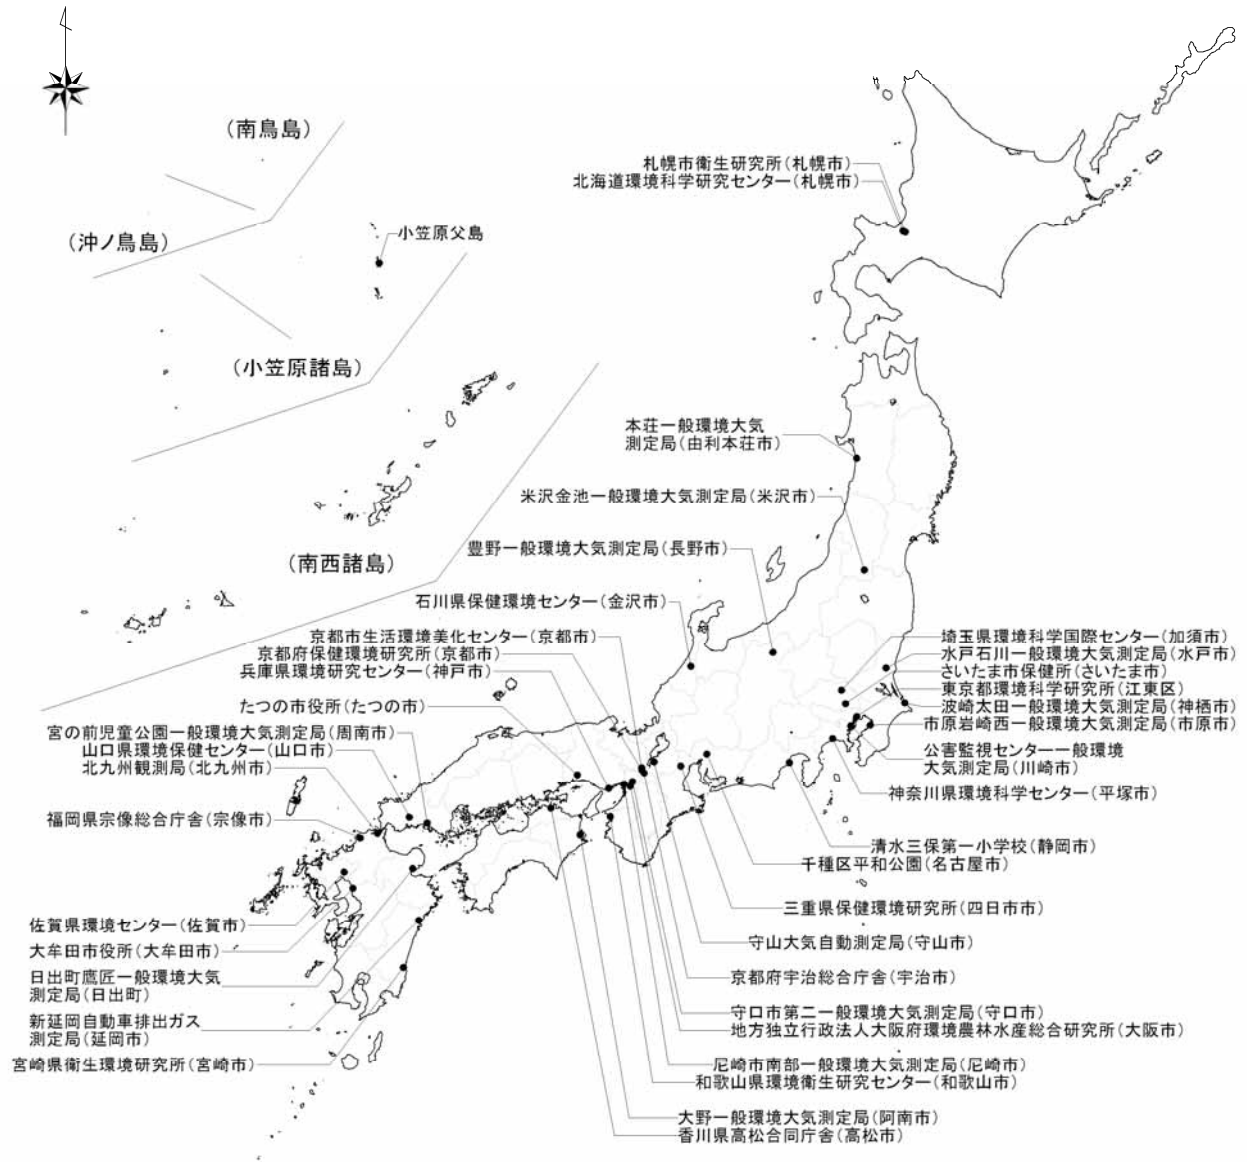 (南鳥島)
札幌市衛生研究所(札幌市)
北海道環境科学研究センター(札幌市)
(沖ノ鳥島)
小笠原父島
(小笠原諸島)
本荘一般環境大気
測定局(由利本荘市)
米沢金池一般環境大気測定局(米沢市)
豊野一般環境大気測定局(長野市)
(南西諸島)
石川県保健環境センター(金沢市)
京都市生活環境美化センター(京都市)
京都府保健環境研究所(京都市)
兵庫県環境研究センター(神戸市)
たつの市役所(たつの市)
宮の前児童公園一般環境大気測定局(周南市)
山口県環境保健センター(山口市)
北九州観測局(北九州市)
福岡県宗像総合庁舎(宗像市)
佐賀県環境センター(佐賀市)
大牟田市役所(大牟田市)
日出町鷹匠一般環境大気
測定局(日出町)
新延岡自動車排出ガス
測定局(延岡市)
宮崎県衛生環境研究所(宮崎市)
埼玉県環境科学国際センター(加須市)
水戸石川一般環境大気測定局(水戸市)
さいたま市保健所(さいたま市)
東京都環境科学研究所(江東区)
波崎太田一般環境大気測定局(神栖市)
市原岩崎西一般環境大気測定局(市原市)
公害監視センター一般環境
大気測定局(川崎市)
神奈川県環境科学センター(平塚市)
清水三保第一小学校(静岡市)
千種区平和公園(名古屋市)
三重県保健環境研究所(四日市市)
守山大気自動測定局(守山市)
京都府宇治総合庁舎(宇治市)
守口市第二一般環境大気測定局(守口市)
地方独立行政法人大阪府環境農林水産総合研究所(大阪市)
尼崎市南部一般環境大気測定局(尼崎市)
和歌山県環境衛生研究センター(和歌山市)
大野一般環境大気測定局(阿南市)
香川県高松合同庁舎(高松市)